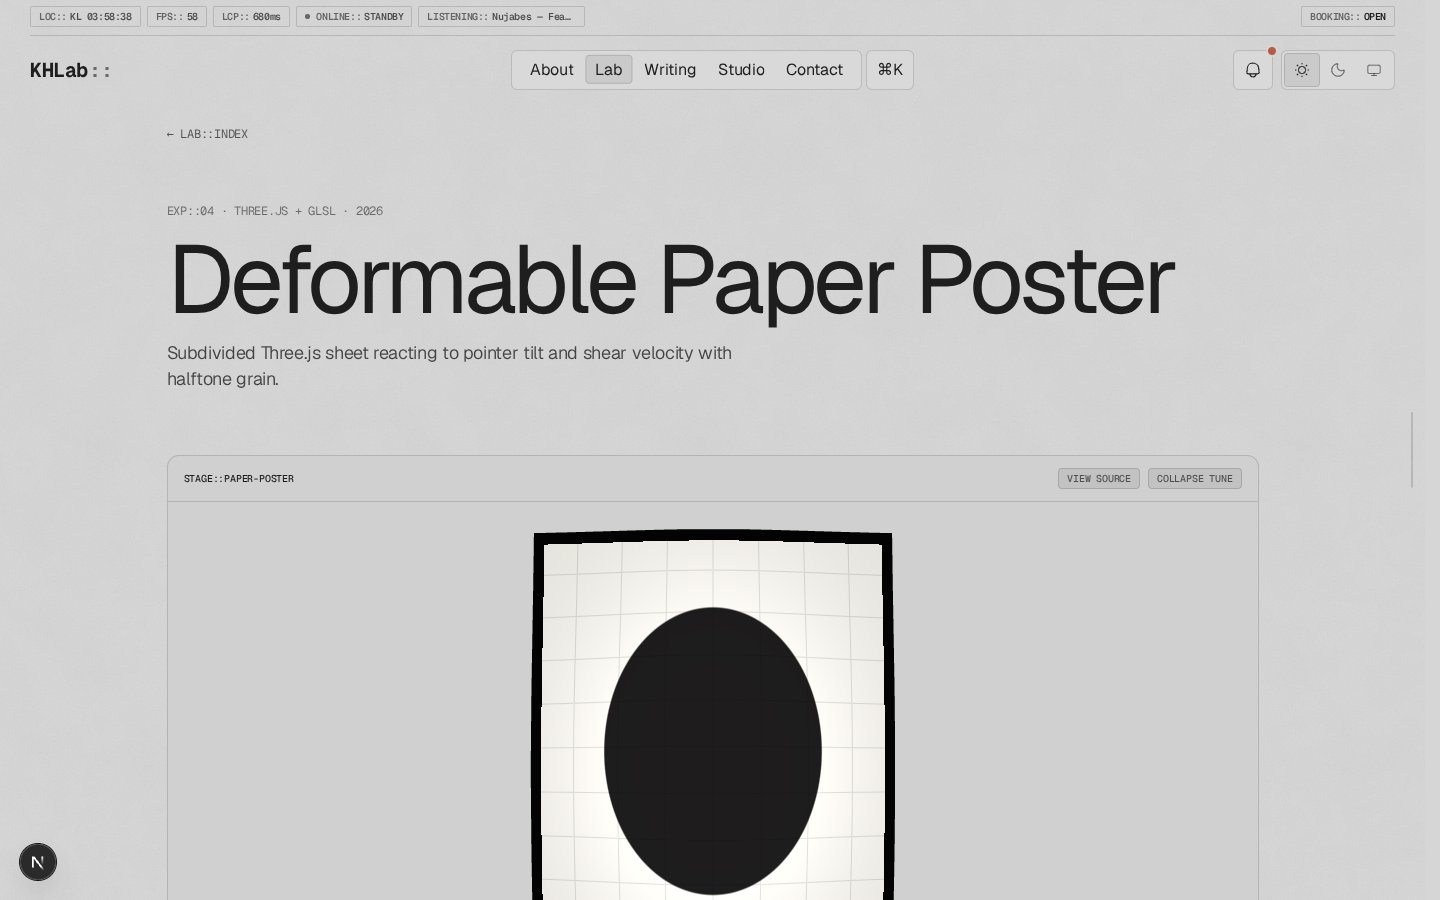 LOC:: KL 03:58:38
FPS:: 58
LCP:: 680ms
ONLINE:: STANDBY
LISTENING:: Nujabes — Fea…
BOOKING:: OPEN
KHLab::
About
Lab
Writing
Studio
Contact
⌘K
← LAB::INDEX
EXP::04 · THREE.JS + GLSL · 2026
Deformable Paper Poster
Subdivided Three.js sheet reacting to pointer tilt and shear velocity with
halftone grain.
STAGE::PAPER-POSTER
VIEW SOURCE
COLLAPSE TUNE
N